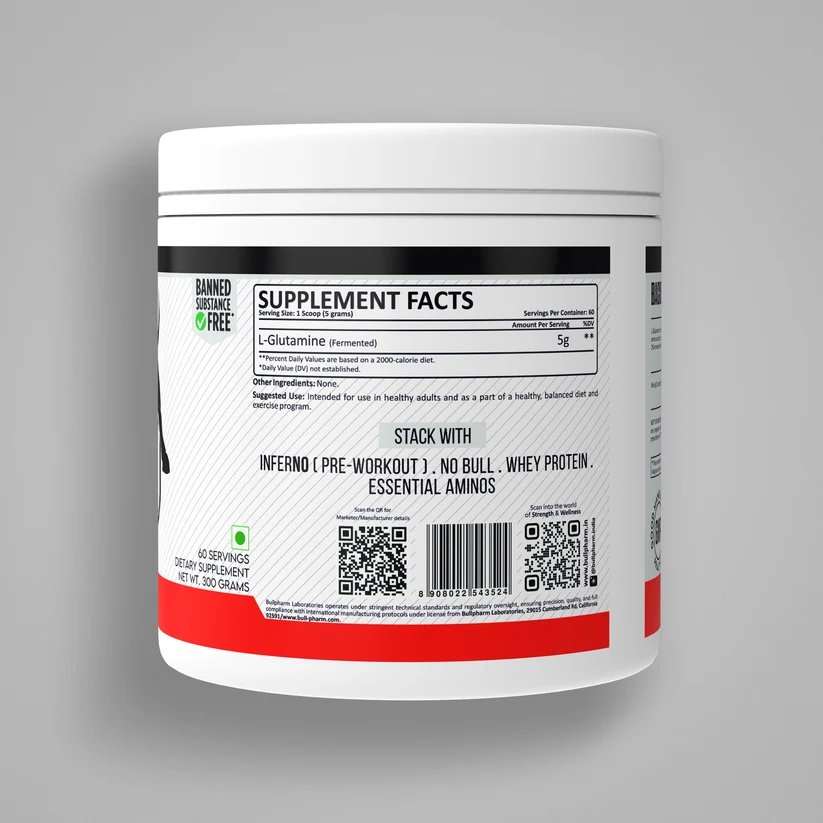 BANNED
SUBSTANCE
FREE*
SUPPLEMENT FACTS
Serving Size: 1 Scoop (5 grams)
Servings Per Container: 60
Amount Per Serving %DV
L-Glutamine (Fermented) 5g **
**Percent Daily Values are based on a 2000-calorie diet.
*Daily Value (DV) not established.
Other Ingredients: None.
Suggested Use: Intended for use in healthy adults and as a part of a healthy, balanced diet and
exercise program.
STACK WITH
INFERNO ( PRE-WORKOUT ) . NO BULL . WHEY PROTEIN .
ESSENTIAL AMINOS
Scan the QR for
Marketer/Manufacturer details
Scan into the world
of Strength & Wellness
www.bullpharm.in
@bullpharm.india
8 908022 543524
60 SERVINGS
DIETARY SUPPLEMENT
NET WT. 300 GRAMS
Bullpharm Laboratories operates under stringent technical standards and regulatory oversight, ensuring precision, quality, and full
compliance with international manufacturing protocols under license from Bullpharm Laboratories, 29015 Cumberland Rd, California
92591/www.bull-pharm.com.